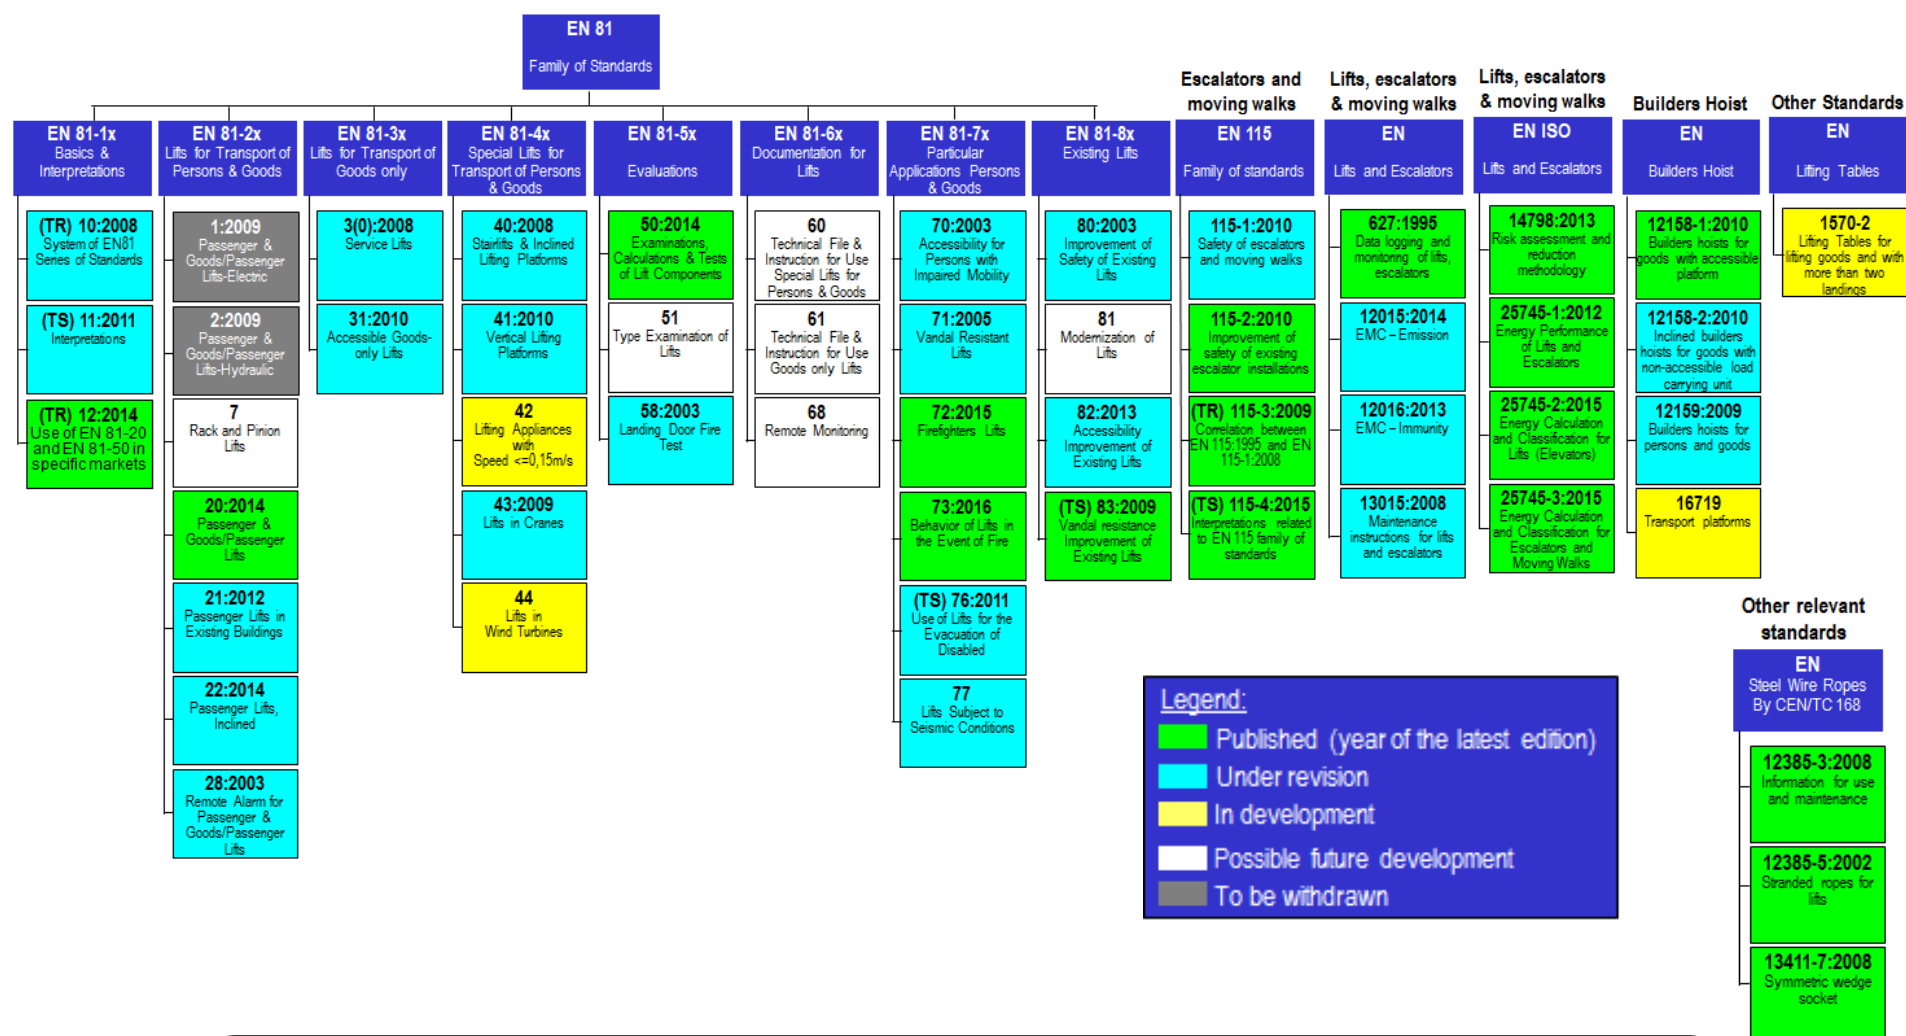 EN 81
Family of Standards
EN 81-1x
Basics &
Interpretations
(TR) 10:2008
System of EN81
Series of Standards
(TS) 11:2011
Interpretations
(TR) 12:2014
Use of EN 81-20
and EN 81-50 in
specific markets
EN 81-2x
Lifts for Transport of
Persons & Goods
1:2009
Passenger &
Goods/Passenger
Lifts-Electric
2:2009
Passenger &
Goods/Passenger
Lifts-Hydraulic
7
Rack and Pinion
Lifts
20:2014
Passenger &
Goods/Passenger
Lifts
21:2012
Passenger Lifts in
Existing Buildings
22:2014
Passenger Lifts,
Inclined
28:2003
Remote Alarm for
Passenger &
Goods/Passenger
Lifts
EN 81-3x
Lifts for Transport of
Goods only
3(0):2008
Service Lifts
31:2010
Accessible Goods-
only Lifts
EN 81-4x
Special Lifts for
Transport of Persons
& Goods
40:2008
Stairlifts & Inclined
Lifting Platforms
41:2010
Vertical Lifting
Platforms
42
Lifting Appliances
with
Speed <=0,15m/s
43:2009
Lifts in Cranes
44
Lifts in
Wind Turbines
EN 81-5x
Evaluations
50:2014
Examinations,
Calculations & Tests
of Lift Components
51
Type Examination of
Lifts
58:2003
Landing Door Fire
Test
EN 81-6x
Documentation for
Lifts
60
Technical File &
Instruction for Use
Special Lifts for
Persons & Goods
61
Technical File &
Instruction for Use
Goods only Lifts
68
Remote Monitoring
EN 81-7x
Particular
Applications Persons
& Goods
70:2003
Accessibility for
Persons with
Impaired Mobility
71:2005
Vandal Resistant
Lifts
72:2015
Firefighters Lifts
73:2016
Behavior of Lifts in
the Event of Fire
(TS) 76:2011
Use of Lifts for the
Evacuation of
Disabled
77
Lifts Subject to
Seismic Conditions
EN 81-8x
Existing Lifts
80:2003
Improvement of
Safety of Existing
Lifts
81
Modernization of
Lifts
82:2013
Accessibility
Improvement of
Existing Lifts
(TS) 83:2009
Vandal resistance
Improvement of
Existing Lifts
Escalators and
moving walks
EN 115
Family of standards
115-1:2010
Safety of escalators
and moving walks
115-2:2010
Improvement of
safety of existing
escalator installations
(TR) 115-3:2009
Correlation between
EN 115:1995 and EN
115-1:2008
(TS) 115-4:2015
Interpretations related
to EN 115 family of
standards
Lifts, escalators
& moving walks
EN
Lifts and Escalators
627:1995
Data logging and
monitoring of lifts,
escalators
12015:2014
EMC – Emission
12016:2013
EMC – Immunity
13015:2008
Maintenance
instructions for lifts
and escalators
Lifts, escalators
& moving walks
EN ISO
Lifts and Escalators
14798:2013
Risk assessment and
reduction
methodology
25745-1:2012
Energy Performance
of Lifts and
Escalators
25745-2:2015
Energy Calculation
and Classification for
Lifts (Elevators)
25745-3:2015
Energy Calculation
and Classification for
Escalators and
Moving Walks
Builders Hoist
EN
Builders Hoist
12158-1:2010
Builders hoists for
goods with accessible
platform
12158-2:2010
Inclined builders
hoists for goods with
non-accessible load
carrying unit
12159:2009
Builders hoists for
persons and goods
16719
Transport platforms
Other Standards
EN
Lifting Tables
1570-2
Lifting Tables for
lifting goods and with
more than two
landings
Other relevant
standards
EN
Steel Wire Ropes
By CEN/TC 168
12385-3:2008
Information for use
and maintenance
12385-5:2002
Stranded ropes for
lifts
13411-7:2008
Symmetric wedge
socket
Legend:
Published (year of the latest edition)
Under revision
In development
Possible future development
To be withdrawn